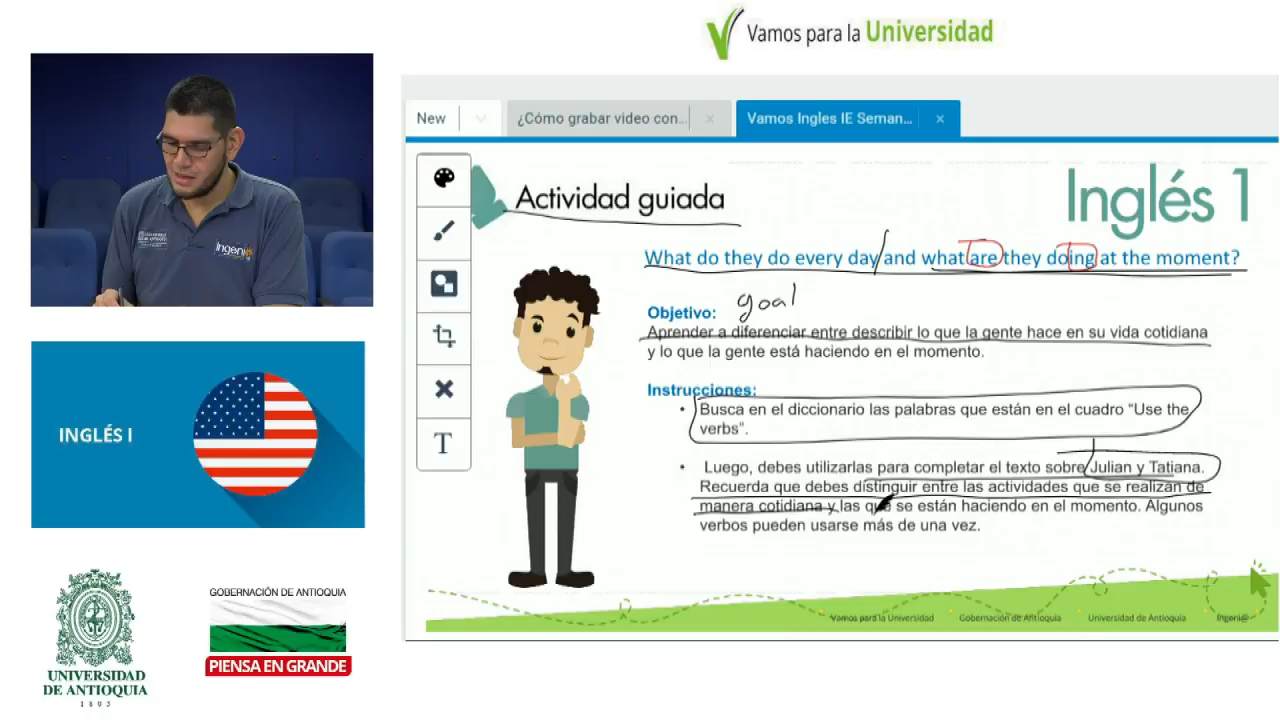 Vamos para la Universidad
New
¿Cómo grabar video con...
Vamos Ingles IE Seman...
Actividad guiada
Inglés 1
What do they do every day/and what are they doing at the moment?
goal
Objetivo:
Aprender a diferenciar entre describir lo que la gente hace en su vida cotidiana
y lo que la gente está haciendo en el momento.
Instrucciones:
• Busca en el diccionario las palabras que están en el cuadro “Use the
verbs”.
• Luego, debes utilizarlas para completar el texto sobre Julian y Tatiana.
Recuerda que debes distinguir entre las actividades que se realizan de
manera cotidiana y las que se están haciendo en el momento. Algunos
verbos pueden usarse más de una vez.
T
Vamos para la Universidad
Gobernación de Antioquia
Universidad de Antioquia
Ingeni@
Ingeni@
INGLÉS I
UNIVERSIDAD
DE ANTIOQUIA
1803
GOBERNACIÓN DE ANTIOQUIA
PIENSA EN GRANDE